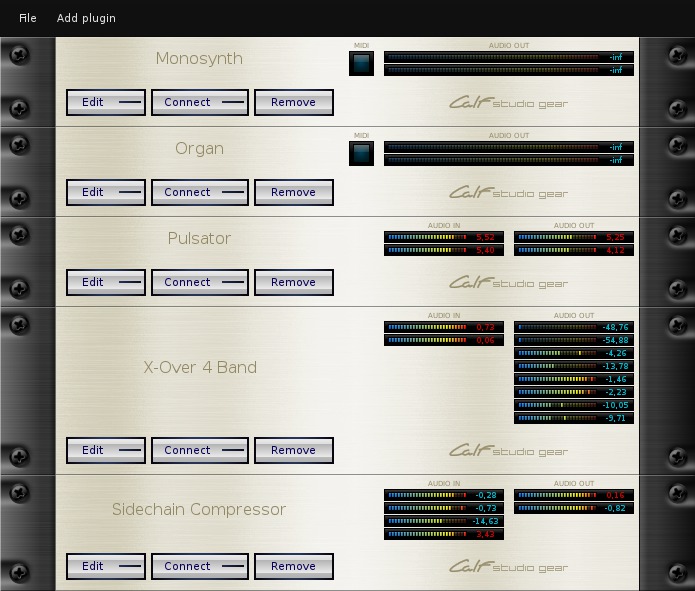 File Add plugin
Monosynth MIDI AUDIO OUT
-inf
-inf
Edit Connect Remove Calf studio gear
Organ MIDI AUDIO OUT
-inf
-inf
Edit Connect Remove Calf studio gear
Pulsator AUDIO IN AUDIO OUT
5,52 5,25
5,40 4,12
Edit Connect Remove Calf studio gear
X-Over 4 Band AUDIO IN AUDIO OUT
0,73 -48,76
0,06 -54,88
-4,26
-13,78
-1,46
-2,23
-10,05
-9,71
Edit Connect Remove Calf studio gear
Sidechain Compressor AUDIO IN AUDIO OUT
-0,28 0,16
-0,73 -0,82
-14,63
3,43
Edit Connect Remove Calf studio gear